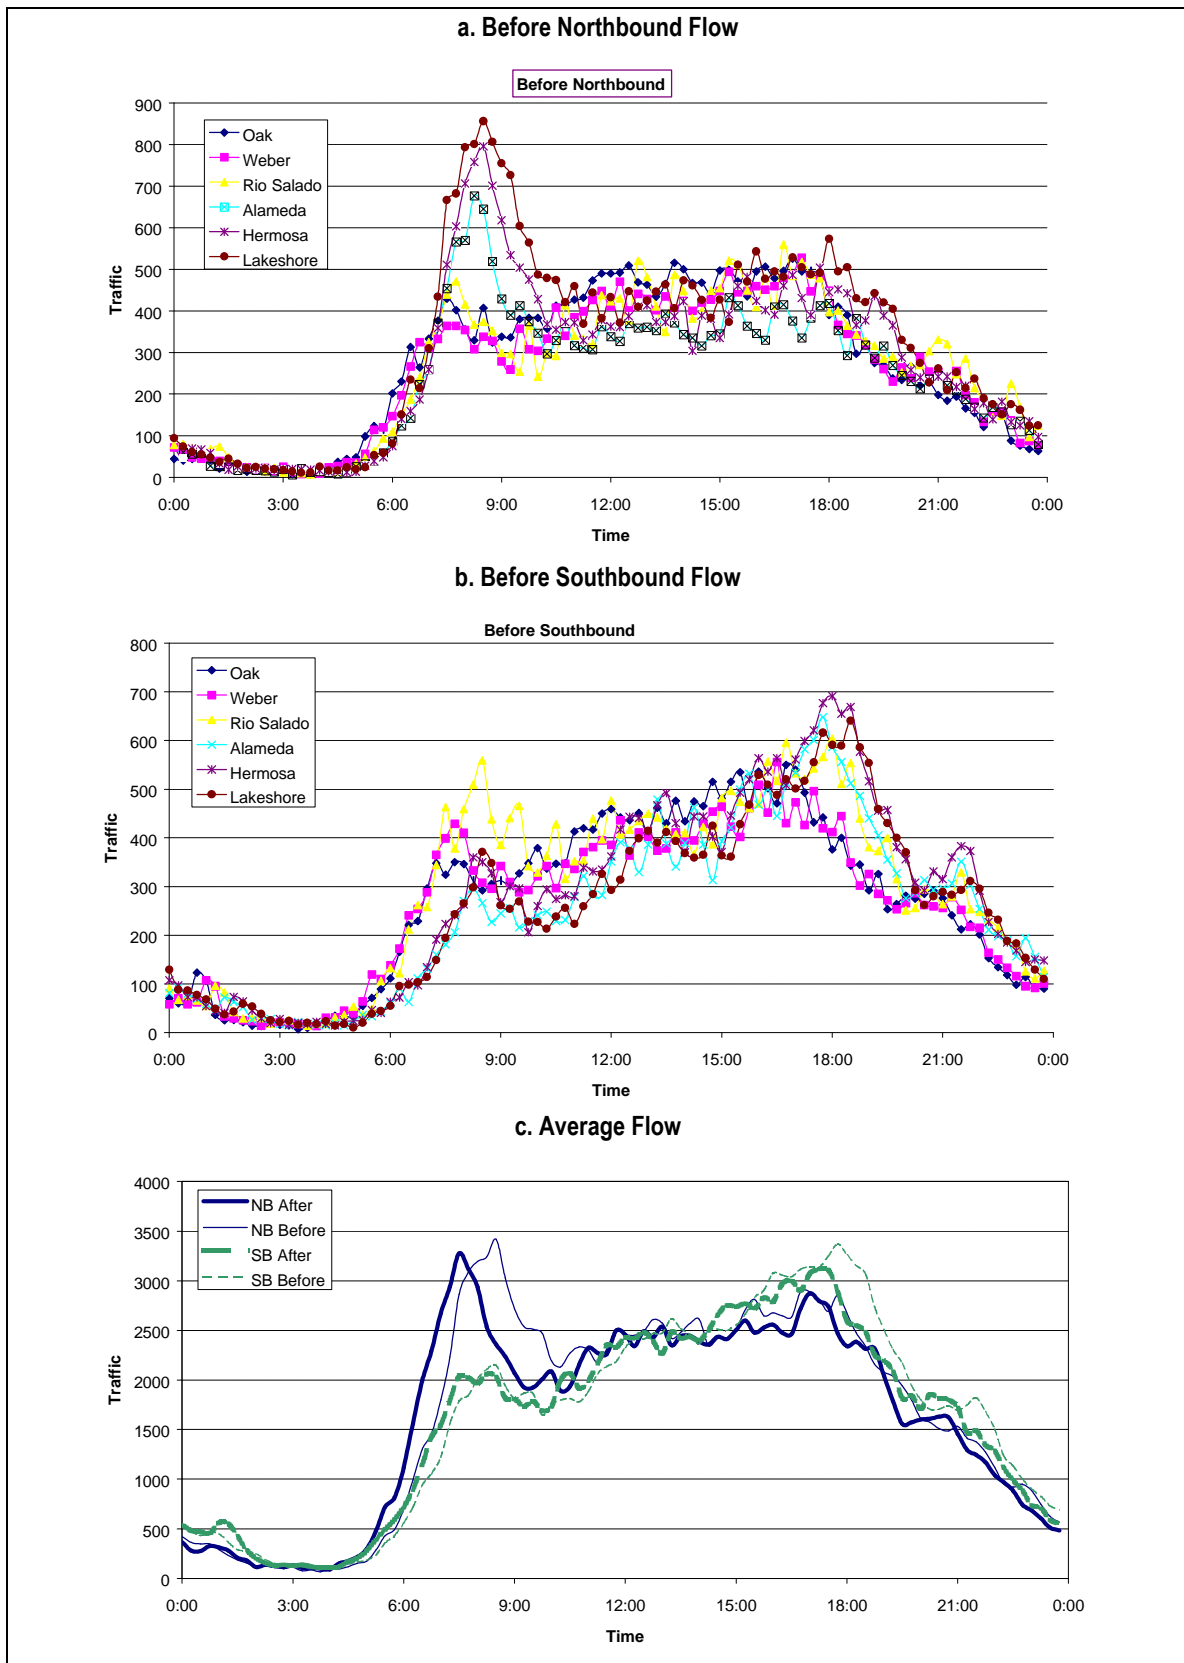 a. Before Northbound Flow
Before Northbound
900
800
700
600
500
400
300
200
100
0
Traffic
Oak
Weber
Rio Salado
Alameda
Hermosa
Lakeshore
0:00 3:00 6:00 9:00 12:00 15:00 18:00 21:00 0:00
Time
b. Before Southbound Flow
Before Southbound
800
700
600
500
400
300
200
100
0
Traffic
Oak
Weber
Rio Salado
Alameda
Hermosa
Lakeshore
0:00 3:00 6:00 9:00 12:00 15:00 18:00 21:00 0:00
Time
c. Average Flow
4000
3500
3000
2500
2000
1500
1000
500
0
Traffic
NB After
NB Before
SB After
SB Before
0:00 3:00 6:00 9:00 12:00 15:00 18:00 21:00 0:00
Time